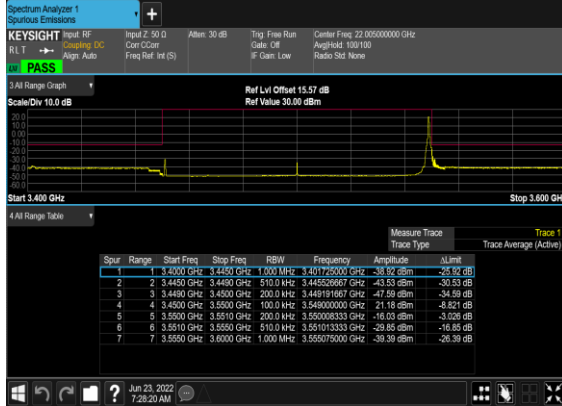 Spectrum Analyzer 1
Spurious Emissions
+
KEYSIGHT Input: RF Input Z: 50 Ω Atten: 30 dB Trig: Free Run Center Freq: 22.005000000 GHz
RLT Coupling: DC Corr CCorr Gate: Off Avg|Hold: 100/100
Align: Auto Freq Ref: Int (S) IF Gain: Low Radio Std: None
PASS
3 All Range Graph
Ref Lvl Offset 15.57 dB
Scale/Div 10.0 dB Ref Value 30.00 dBm
20.0
10.0
0.00
-10.0
-20.0
-30.0
-40.0
-50.0
-60.0
Start 3.400 GHz Stop 3.600 GH
4 All Range Table
Measure Trace Trace 1
Trace Type Trace Average (Active)
Spur Range Start Freq Stop Freq RBW Frequency Amplitude ΔLimit
1 1 3.4000 GHz 3.4450 GHz 1.000 MHz 3.401725000 GHz -38.92 dBm -25.92 dB
2 2 3.4450 GHz 3.4490 GHz 510.0 kHz 3.445526667 GHz -43.53 dBm -30.53 dB
3 3 3.4490 GHz 3.4500 GHz 200.0 kHz 3.449191667 GHz -47.59 dBm -34.59 dB
4 4 3.4500 GHz 3.5500 GHz 100.0 kHz 3.549000000 GHz 21.18 dBm -8.821 dB
5 5 3.5500 GHz 3.5510 GHz 200.0 kHz 3.550008333 GHz -16.03 dBm -3.026 dB
6 6 3.5510 GHz 3.5550 GHz 510.0 kHz 3.551013333 GHz -29.85 dBm -16.85 dB
7 7 3.5550 GHz 3.6000 GHz 1.000 MHz 3.555075000 GHz -39.39 dBm -26.39 dB
? Jun 23, 2022
7:28:20 AM